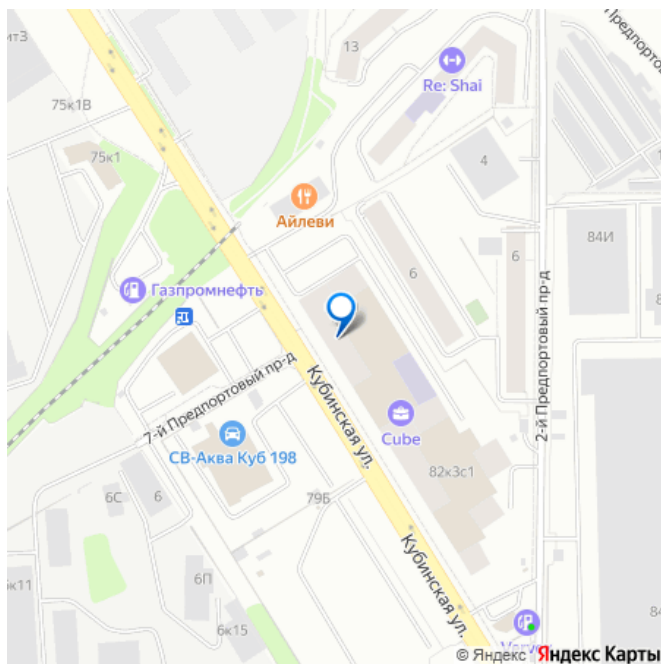 13
Предпортовый
Re: Shai
75к1В
75к1
4
Айлеви
84И
6
6
Газпромнефть
2-й Предпортовый пр-д
7-й Предпортовый пр-д
Кубинская ул.
Cube
СВ-Аква Куб 198
82к3с1
6С
6
79Б
6П
Кубинская ул.
6к15
© Яндекс Яндекс Карты